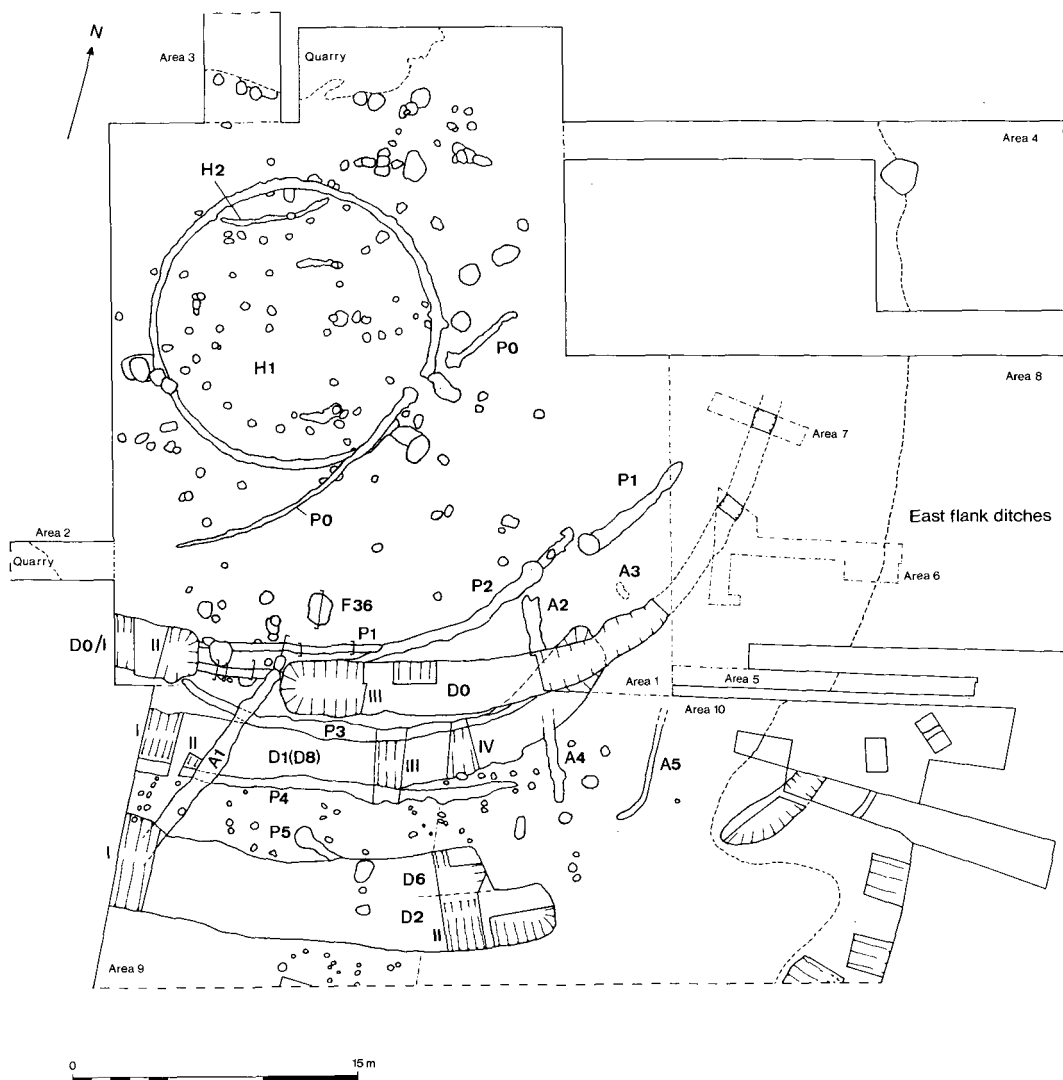 N
Area 3
Quarry
Area 4
H2
P0
H1
Area 8
Area 7
P1
P0
Area 2
Quarry
East flank ditches
P2
A3
Area 6
F36
A2
D0/I
II
P1
III
D0
Area 1
Area 5
Area 10
I
II
A1
P3
D1(D8)
III
IV
A4
A5
P4
P5
I
D6
D2
II
Area 9
0
15 m